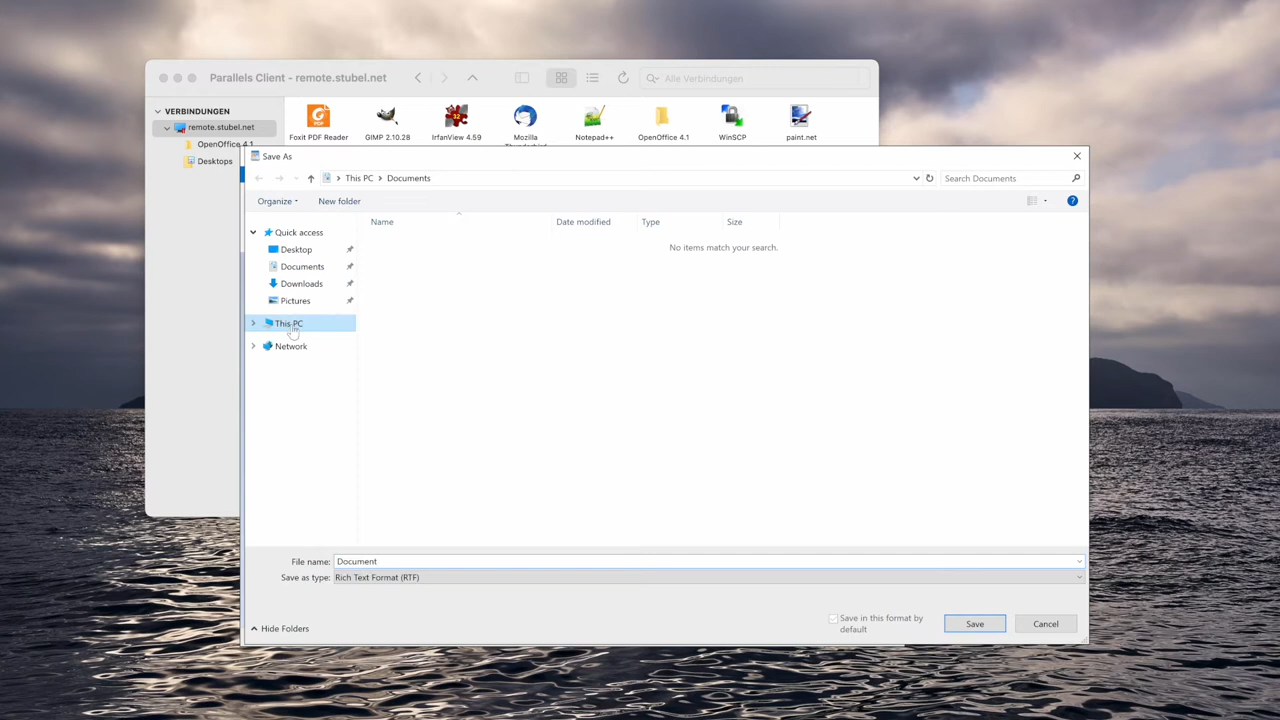 Parallels Client - remote.stubel.net
Alle Verbindungen
VERBINDUNGEN
remote.stubel.net
OpenOffice 4.1
Desktops
Foxit PDF Reader
GIMP 2.10.28
IrfanView 4.59
Mozilla
Notepad++
OpenOffice 4.1
WinSCP
paint.net
Save As
This PC
Documents
Search Documents
Organize
New folder
Name
Date modified
Type
Size
No items match your search.
Quick access
Desktop
Documents
Downloads
Pictures
This PC
Network
File name: Document
Save as type: Rich Text Format (RTF)
Save in this format by
default
Save
Cancel
Hide Folders